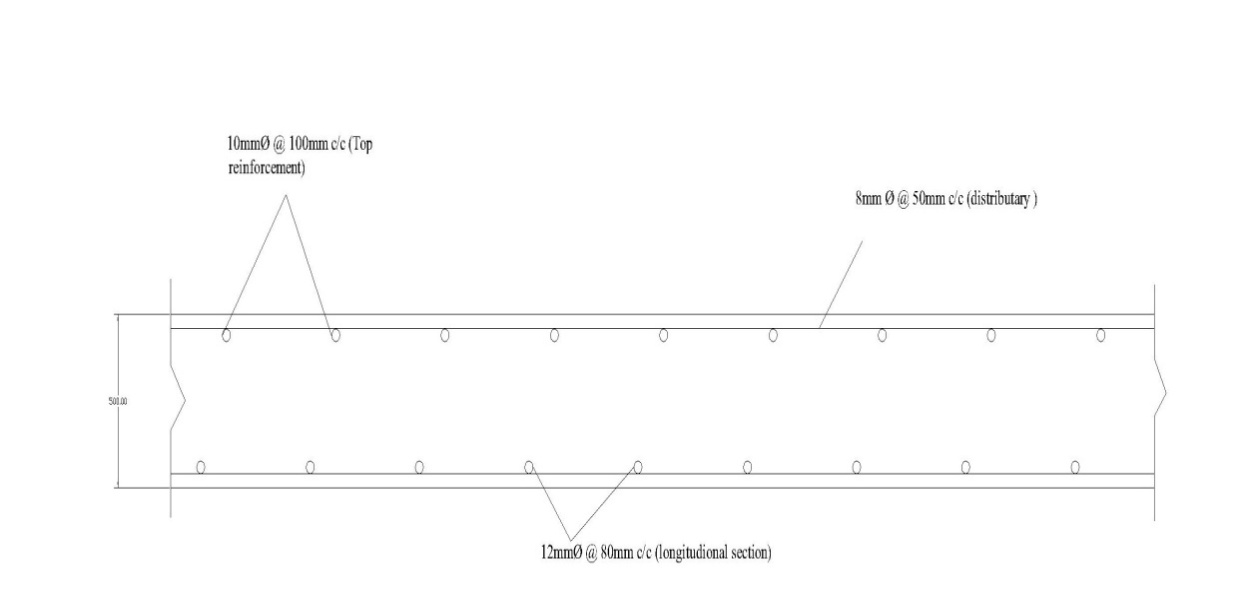 10mmØ @ 100mm c/c (Top
reinforcement)
8mm Ø @ 50mm c/c (distributary )
500.00
12mmØ @ 80mm c/c (longitudional section)